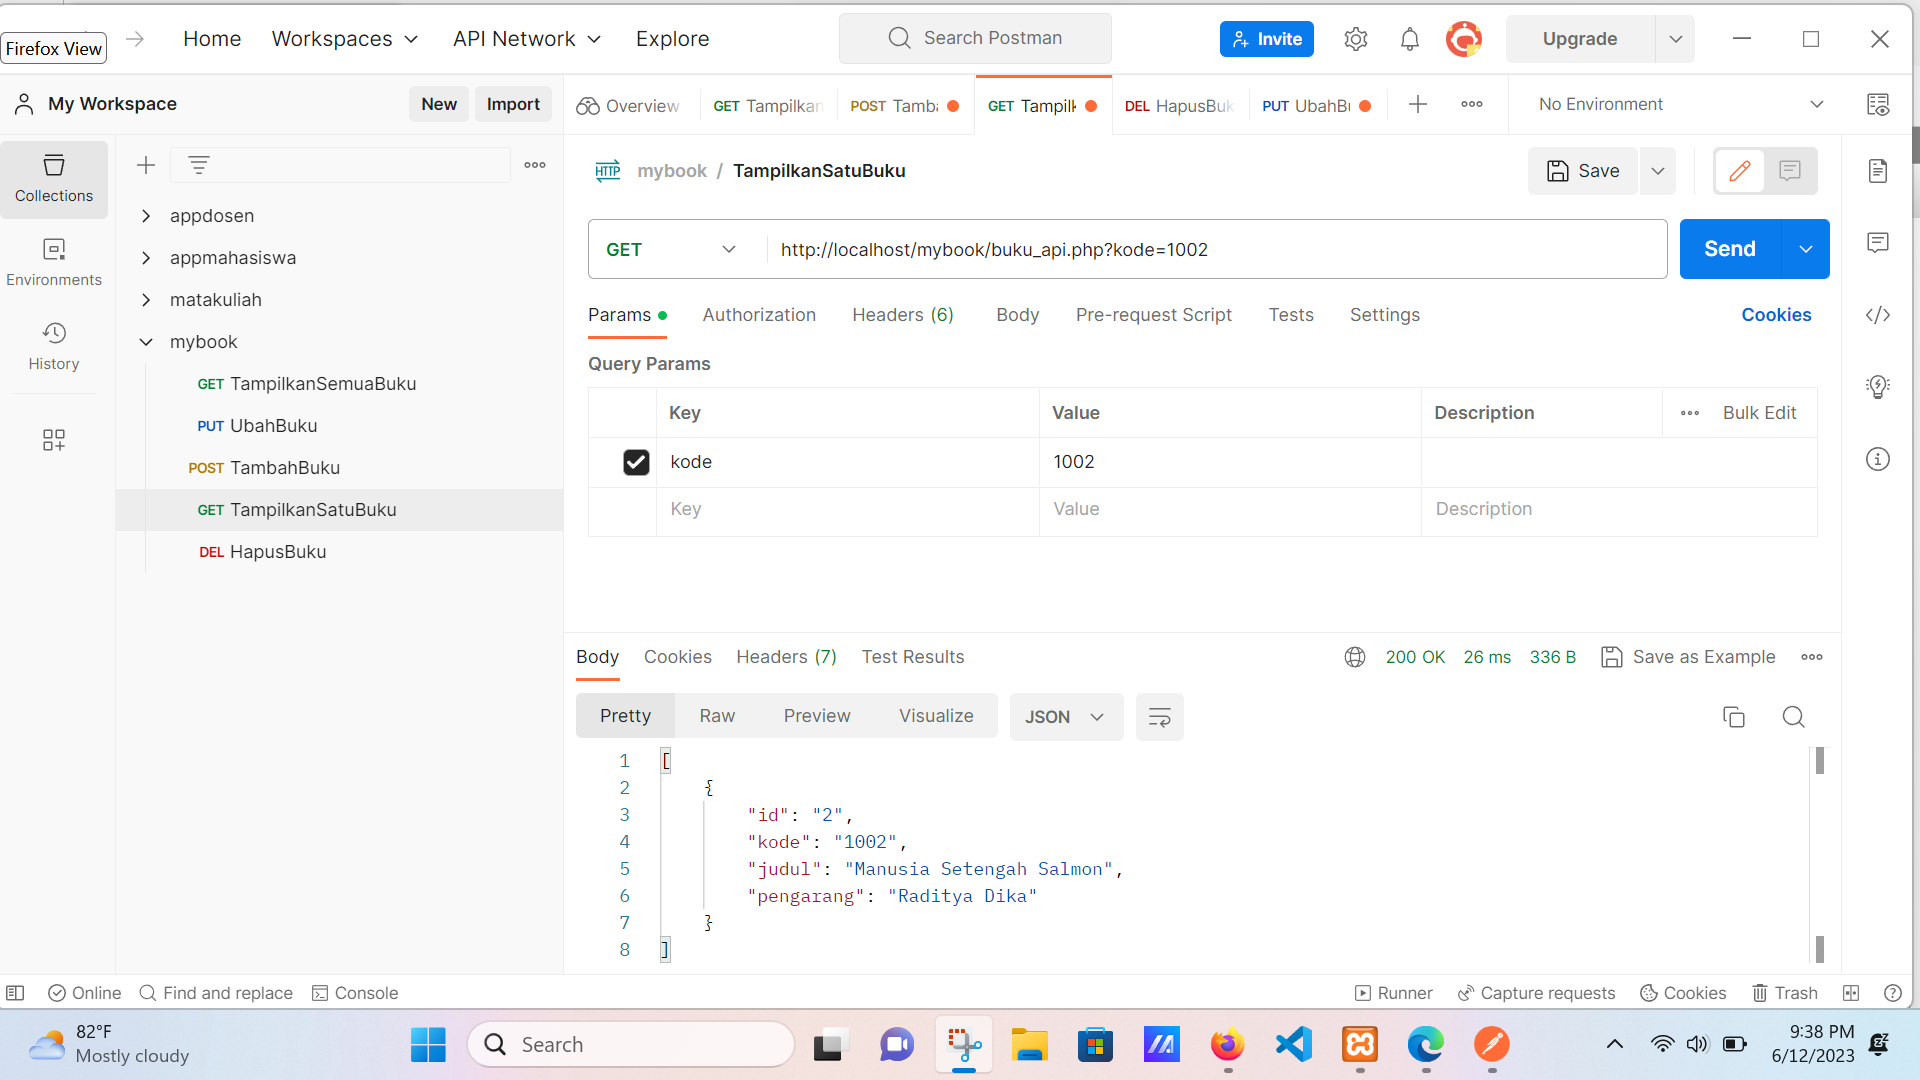 Firefox View
Home
Workspaces
API Network
Explore
Search Postman
Invite
Upgrade
My Workspace
New
Import
Overview
GET Tampilkan
POST Tamba
GET Tampilk
DEL HapusBuk
PUT UbahBu
No Environment
Collections
Environments
History
appdosen
appmahasiswa
matakuliah
mybook
GET TampilkanSemuaBuku
PUT UbahBuku
POST TambahBuku
GET TampilkanSatuBuku
DEL HapusBuku
HTTP mybook / TampilkanSatuBuku
Save
GET
http://localhost/mybook/buku_api.php?kode=1002
Send
Params
Authorization
Headers (6)
Body
Pre-request Script
Tests
Settings
Cookies
Query Params
Key Value Description Bulk Edit
kode 1002
Key Value Description
Body
Cookies
Headers (7)
Test Results
200 OK 26 ms 336 B
Save as Example
Pretty
Raw
Preview
Visualize
JSON
1 [
2 {
3 "id": "2",
4 "kode": "1002",
5 "judul": "Manusia Setengah Salmon",
6 "pengarang": "Raditya Dika"
7 }
8 ]
Online
Find and replace
Console
Runner
Capture requests
Cookies
Trash
82°F
Mostly cloudy
Search
9:38 PM
6/12/2023